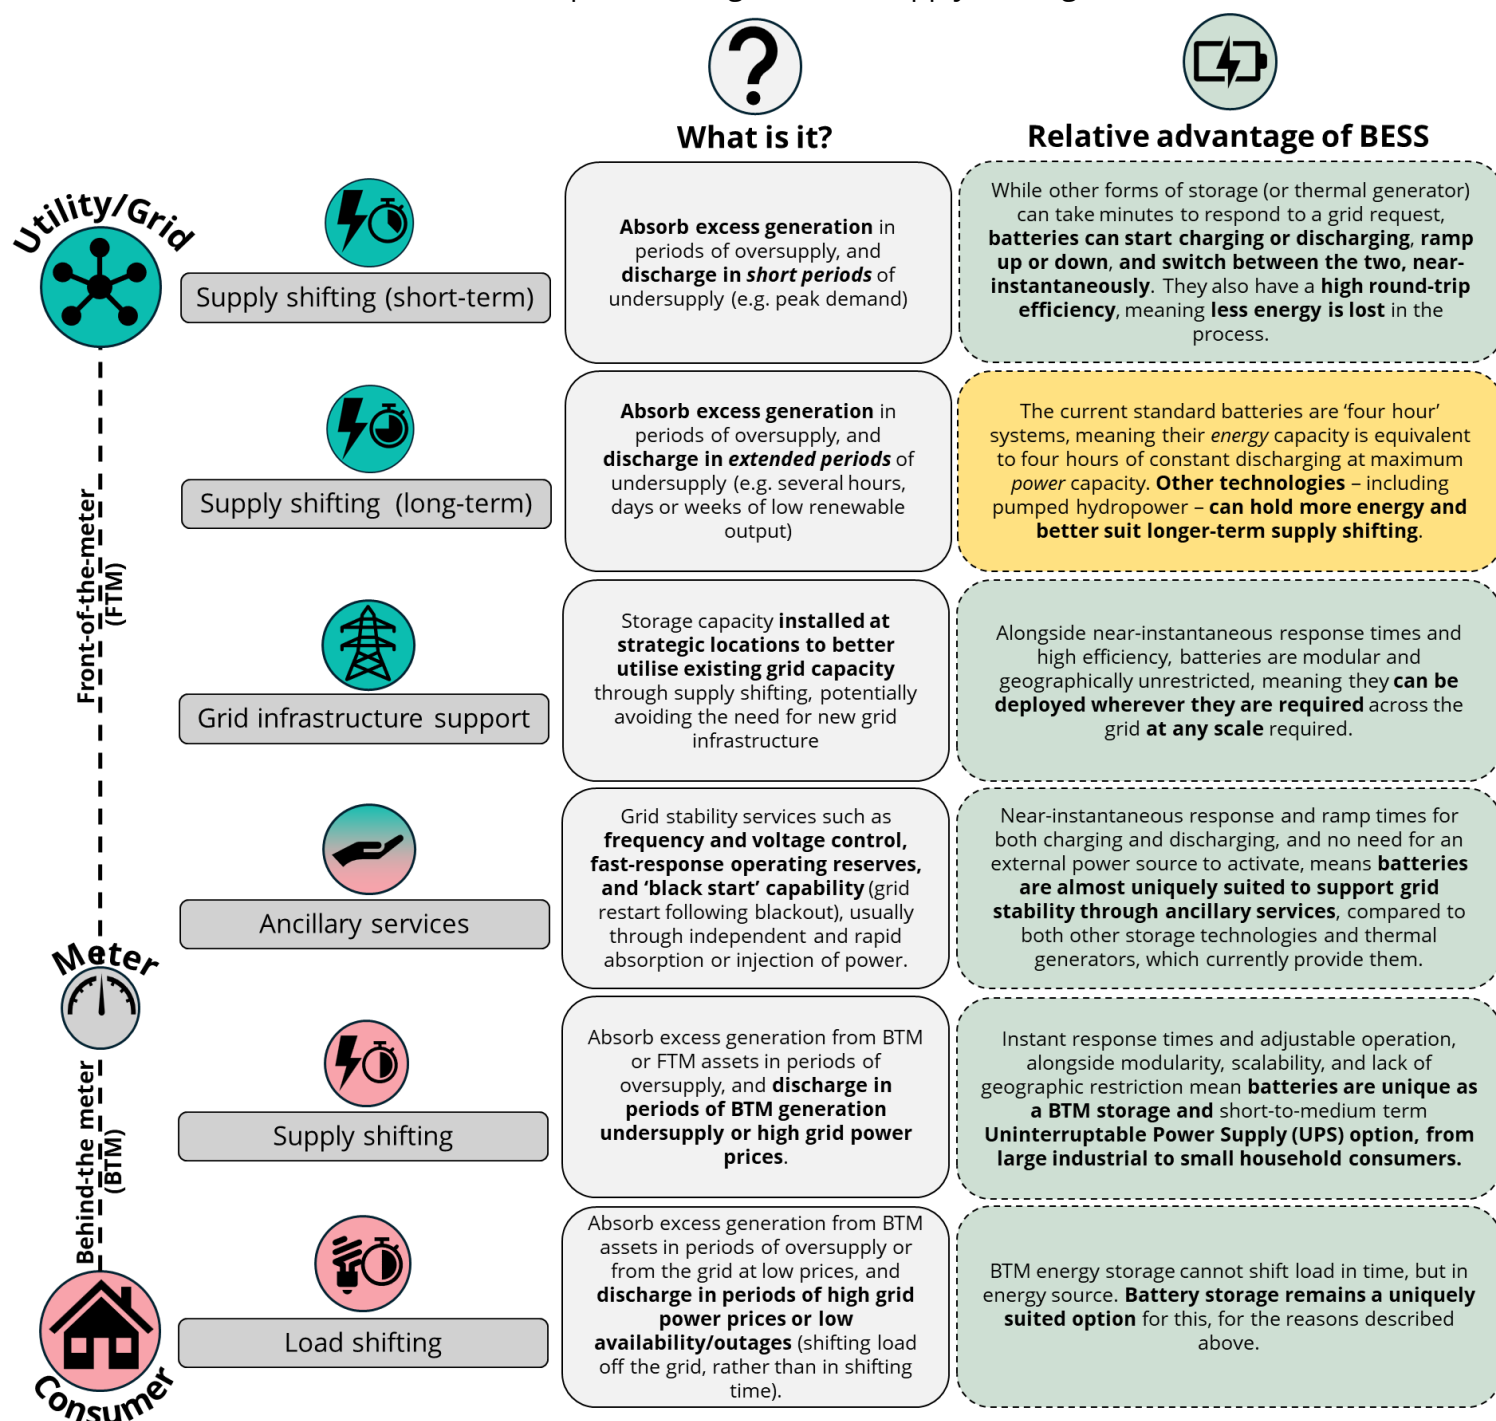 What is it?
Relative advantage of BESS
Utility/Grid
Supply shifting (short-term)
Absorb excess generation in
periods of oversupply, and
discharge in short periods of
undersupply (e.g. peak demand)
While other forms of storage (or thermal generator)
can take minutes to respond to a grid request,
batteries can start charging or discharging, ramp
up or down, and switch between the two, near-
instantaneously. They also have a high round-trip
efficiency, meaning less energy is lost in the
process.
Supply shifting (long-term)
Absorb excess generation in
periods of oversupply, and
discharge in extended periods of
undersupply (e.g. several hours,
days or weeks of low renewable
output)
The current standard batteries are ‘four hour’
systems, meaning their energy capacity is equivalent
to four hours of constant discharging at maximum
power capacity. Other technologies – including
pumped hydropower – can hold more energy and
better suit longer-term supply shifting.
Front-of-the-meter
(FTM)
Grid infrastructure support
Storage capacity installed at
strategic locations to better
utilise existing grid capacity
through supply shifting, potentially
avoiding the need for new grid
infrastructure
Alongside near-instantaneous response times and
high efficiency, batteries are modular and
geographically unrestricted, meaning they can be
deployed wherever they are required across the
grid at any scale required.
Ancillary services
Grid stability services such as
frequency and voltage control,
fast-response operating reserves,
and ‘black start’ capability (grid
restart following blackout), usually
through independent and rapid
absorption or injection of power.
Near-instantaneous response and ramp times for
both charging and discharging, and no need for an
external power source to activate, means batteries
are almost uniquely suited to support grid
stability through ancillary services, compared to
both other storage technologies and thermal
generators, which currently provide them.
Meter
Behind-the meter
(BTM)
Supply shifting
Absorb excess generation from BTM
or FTM assets in periods of
oversupply, and discharge in
periods of BTM generation
undersupply or high grid power
prices.
Instant response times and adjustable operation,
alongside modularity, scalability, and lack of
geographic restriction mean batteries are unique as
a BTM storage and short-to-medium term
Uninterruptable Power Supply (UPS) option, from
large industrial to small household consumers.
Load shifting
Absorb excess generation from BTM
assets in periods of oversupply or
from the grid at low prices, and
discharge in periods of high grid
power prices or low
availability/outages (shifting load
off the grid, rather than in shifting
time).
BTM energy storage cannot shift load in time, but in
energy source. Battery storage remains a uniquely
suited option for this, for the reasons described
above.
Consumer